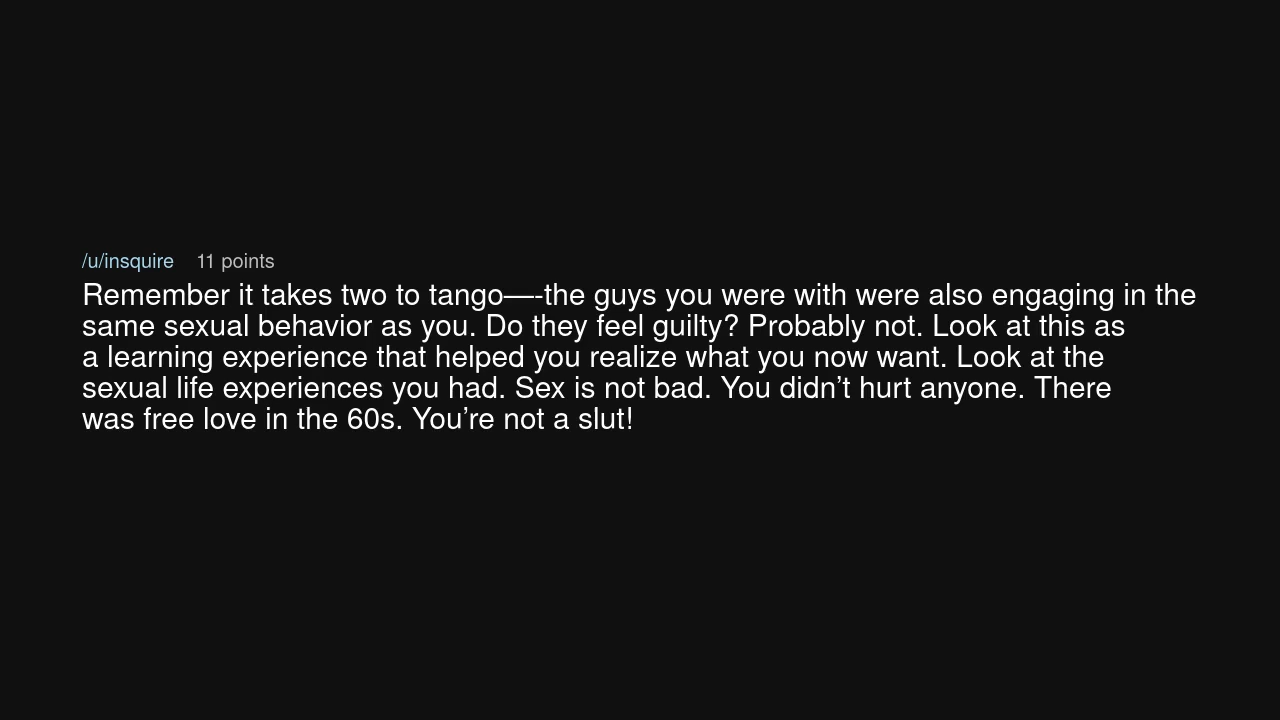 /u/insquire 11 points
Remember it takes two to tango—-the guys you were with were also engaging in the
same sexual behavior as you. Do they feel guilty? Probably not. Look at this as
a learning experience that helped you realize what you now want. Look at the
sexual life experiences you had. Sex is not bad. You didn’t hurt anyone. There
was free love in the 60s. You’re not a slut!